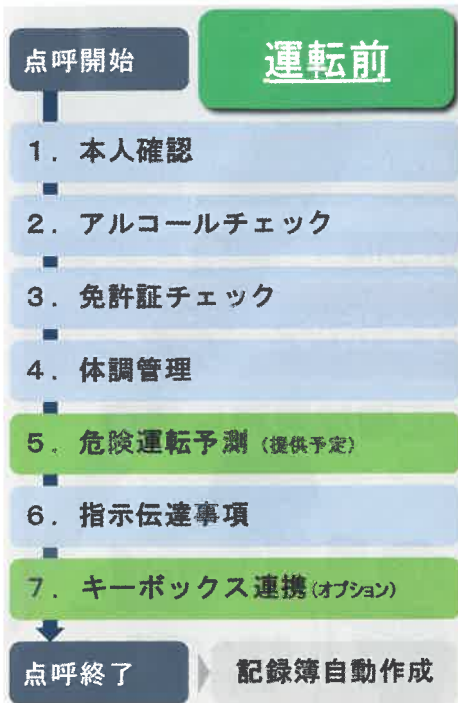 点呼開始
運転前
1. 本人確認
2. アルコールチェック
3. 免許証チェック
4. 体調管理
5. 危険運転予測(提供予定)
6. 指示伝達事項
7. キーボックス連携(オプション)
点呼終了
記録簿自動作成